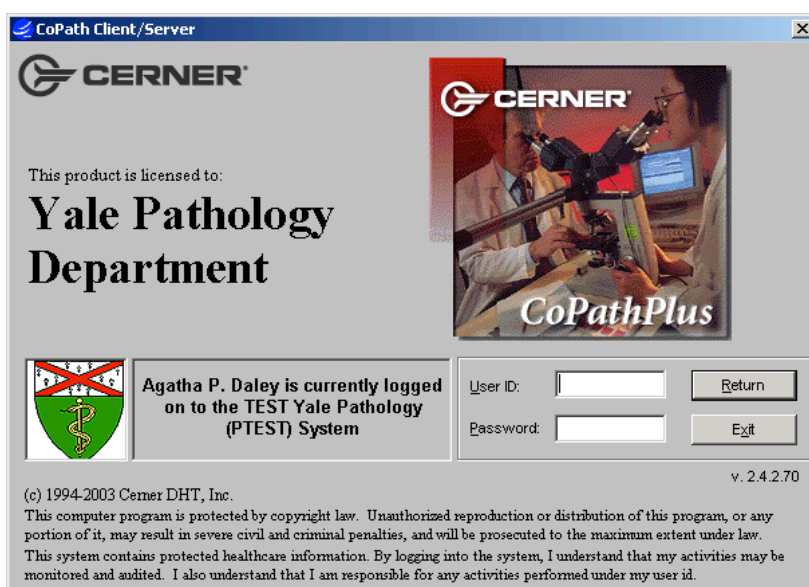 CoPath Client/Server
CERNER®
CERNER®
This product is licensed to:
Yale Pathology
Department
CoPathPlus
Agatha P. Daley is currently logged
on to the TEST Yale Pathology
(PTEST) System
User ID:
Return
Password:
Exit
v. 2.4.2.70
(c) 1994-2003 Cerner DHT, Inc.
This computer program is protected by copyright law. Unauthorized reproduction or distribution of this program, or any
portion of it, may result in severe civil and criminal penalties, and will be prosecuted to the maximum extent under law.
This system contains protected healthcare information. By logging into the system, I understand that my activities may be
monitored and audited. I also understand that I am responsible for any activities performed under my user id.